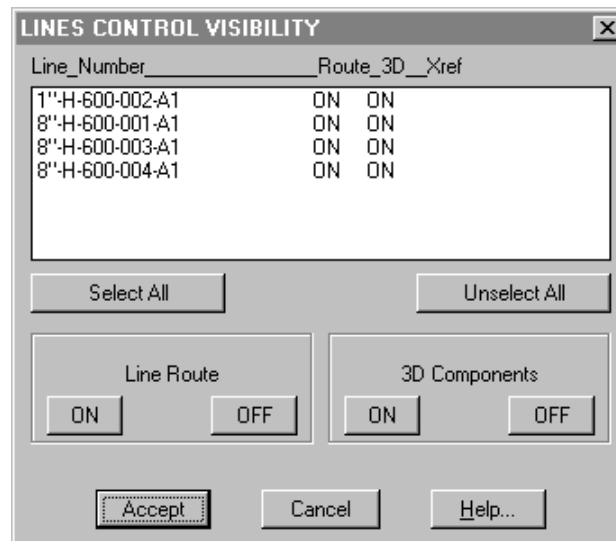 LINES CONTROL VISIBILITY
Line_Number__________________Route_3D__Xref
1"-H-600-002-A1 ON ON
8"-H-600-001-A1 ON ON
8"-H-600-003-A1 ON ON
8"-H-600-004-A1 ON ON
Select All Unselect All
Line Route 3D Components
ON OFF ON OFF
Accept Cancel Help...